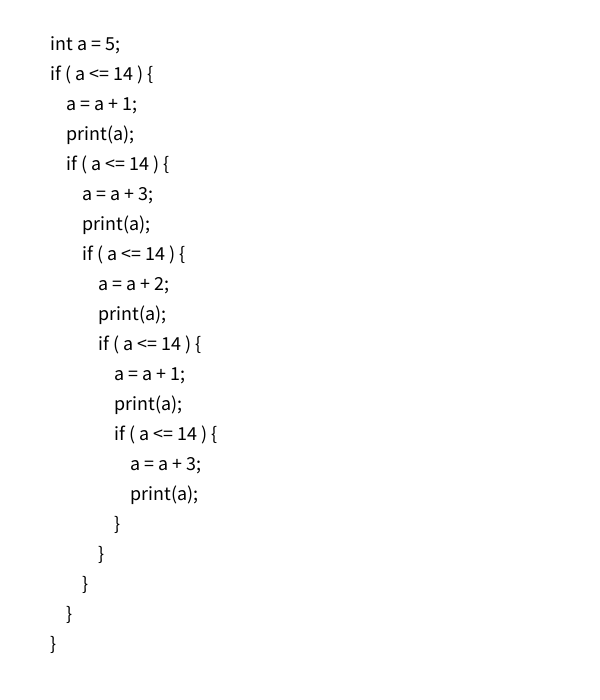 int a = 5;
if ( a <= 14 ) {
    a = a + 1;
    print(a);
    if ( a <= 14 ) {
        a = a + 3;
        print(a);
        if ( a <= 14 ) {
            a = a + 2;
            print(a);
            if ( a <= 14 ) {
                a = a + 1;
                print(a);
                if ( a <= 14 ) {
                    a = a + 3;
                    print(a);
                }
            }
        }
    }
}